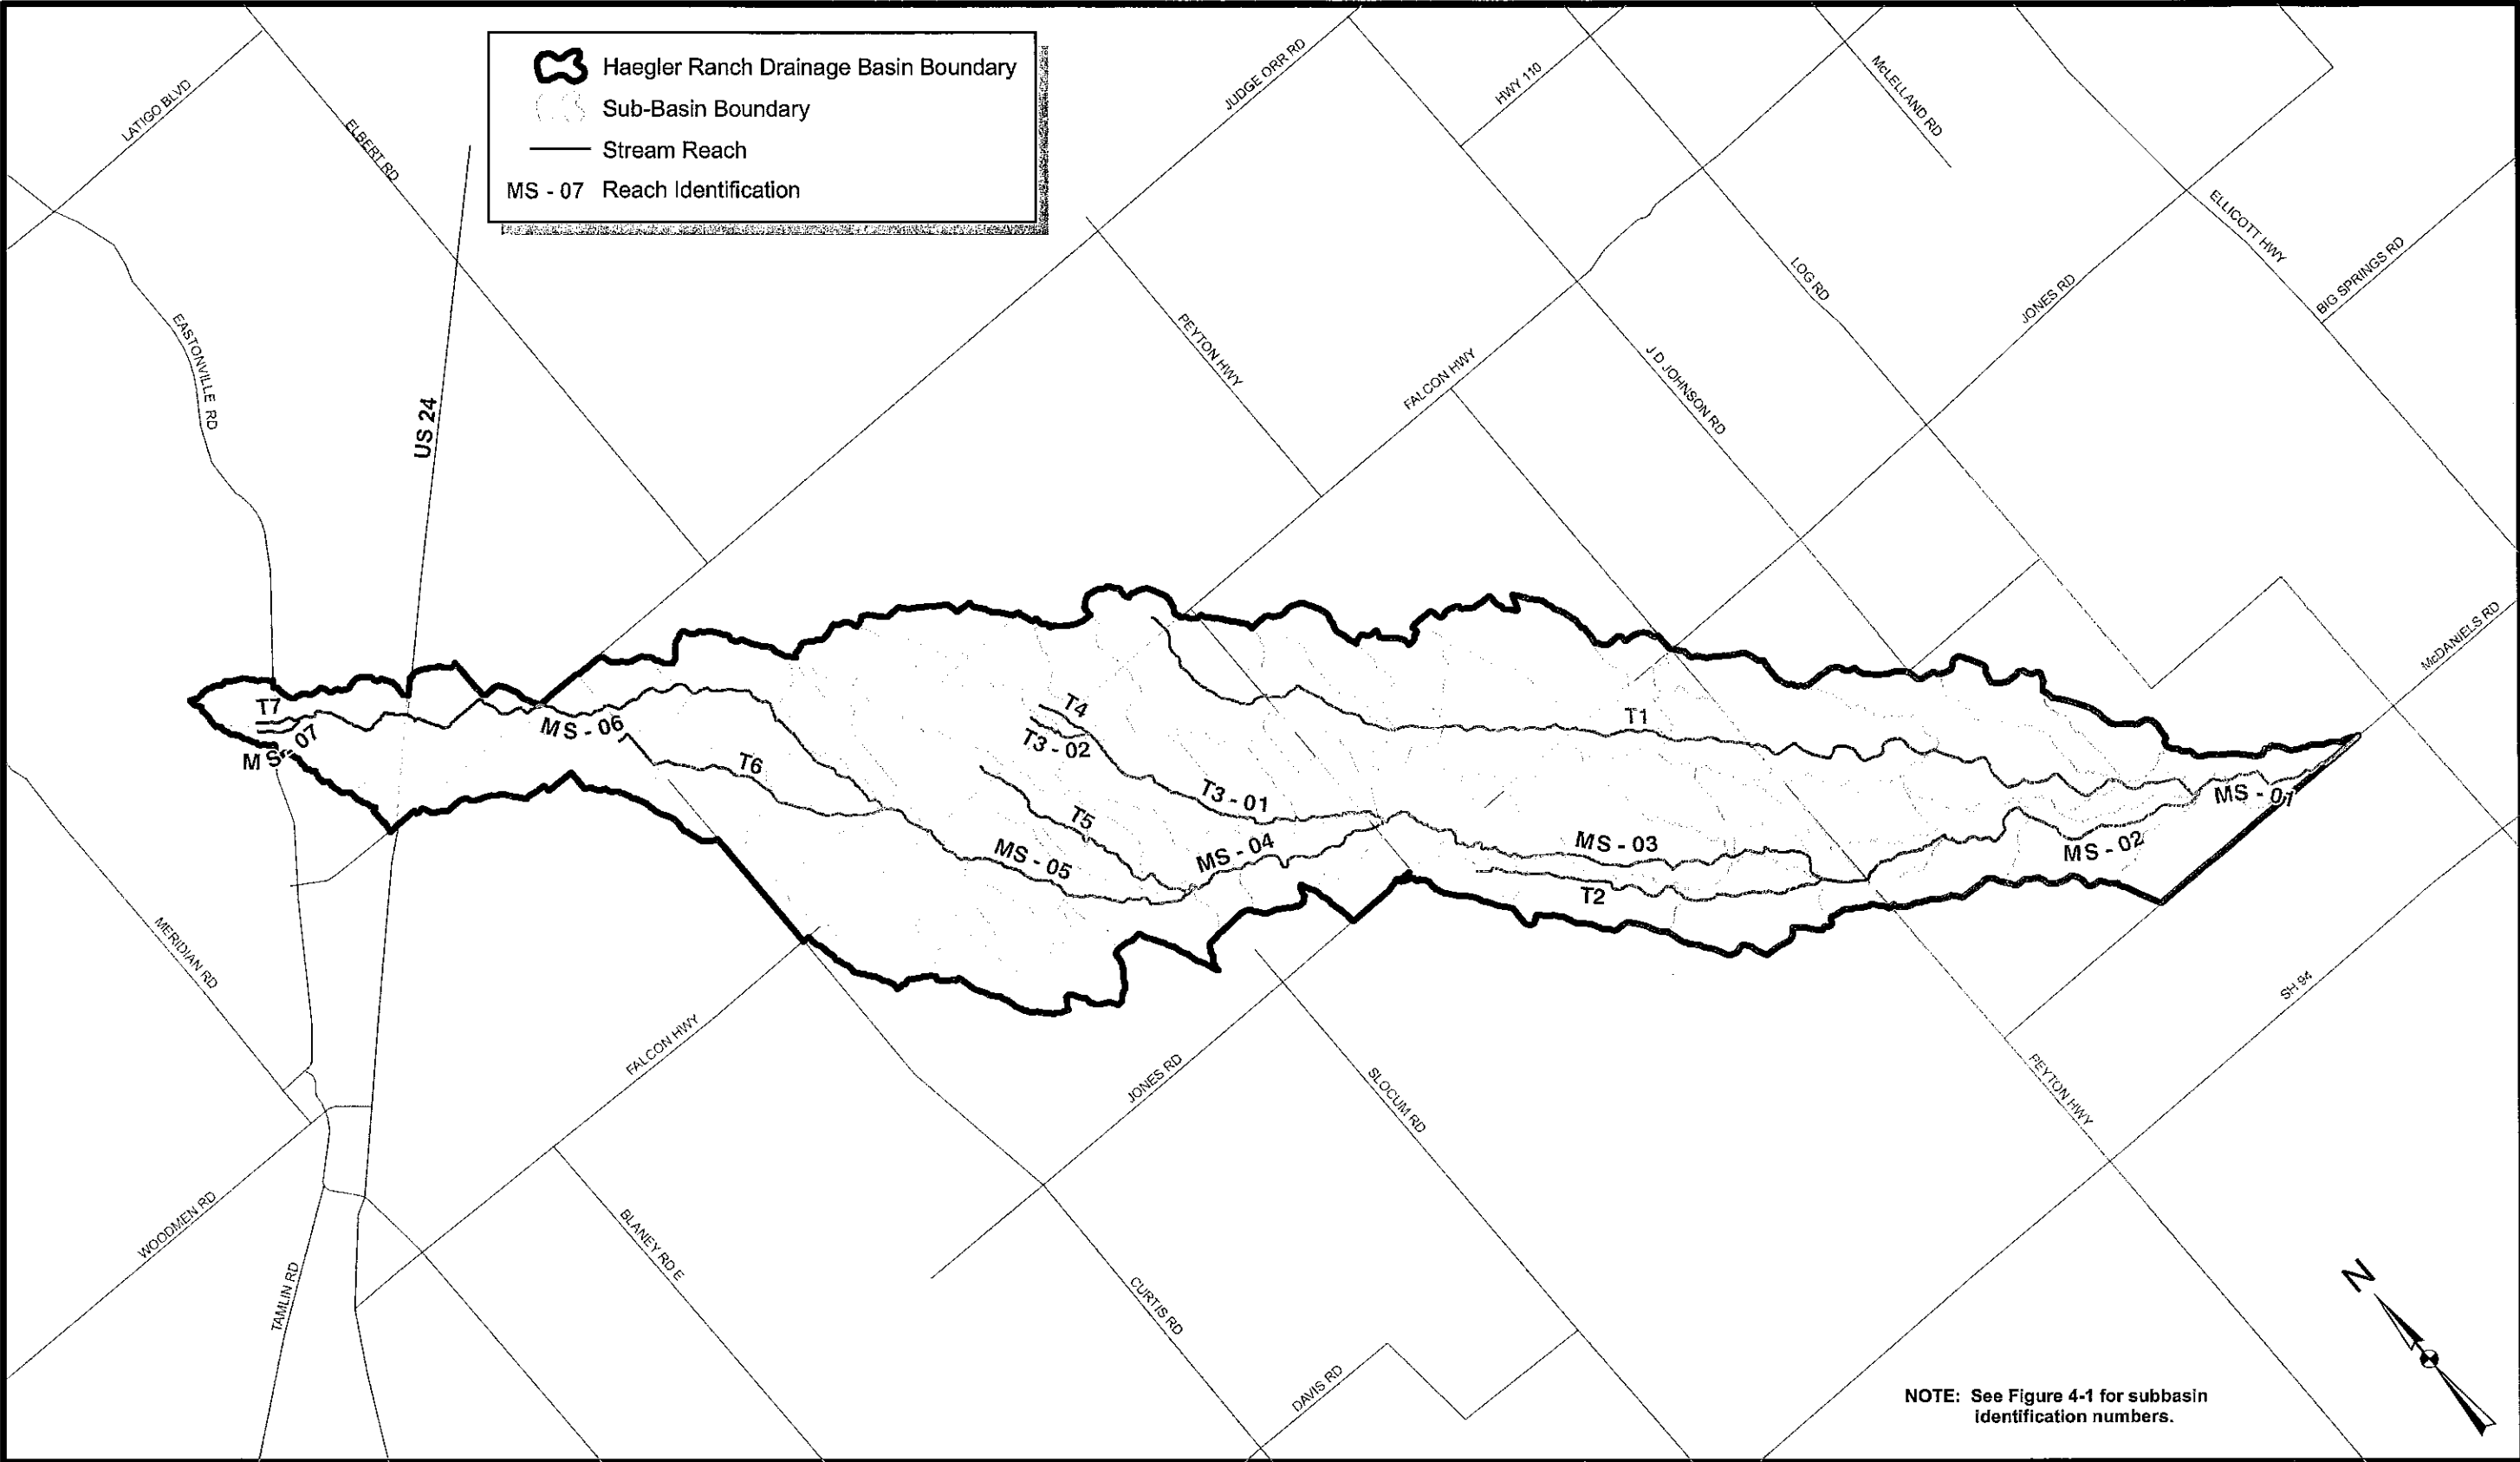 Haegler Ranch Drainage Basin Boundary
Sub-Basin Boundary
Stream Reach
MS - 07 Reach Identification
LATIGO BLVD
ELBERT RD
JUDGE ORR RD
HWY 110
McLELLAND RD
ELLICOTT HWY
BIG SPRINGS RD
LOG RD
JONES RD
EASTONVILLE RD
US 24
PEYTON HWY
FALCON HWY
J D JOHNSON RD
McDANIELS RD
T7
MS - 07
MS - 06
T6
T4
T3 - 02
T3 - 01
T5
MS - 05
MS - 04
T1
MS - 03
T2
MS - 02
MS - 01
MERIDIAN RD
FALCON HWY
JONES RD
SLOCUM RD
PEYTON HWY
SH 94
WOODMEN RD
TAMLIN RD
BLANEY RD E
CURTIS RD
DAVIS RD
N
NOTE: See Figure 4-1 for subbasin
identification numbers.